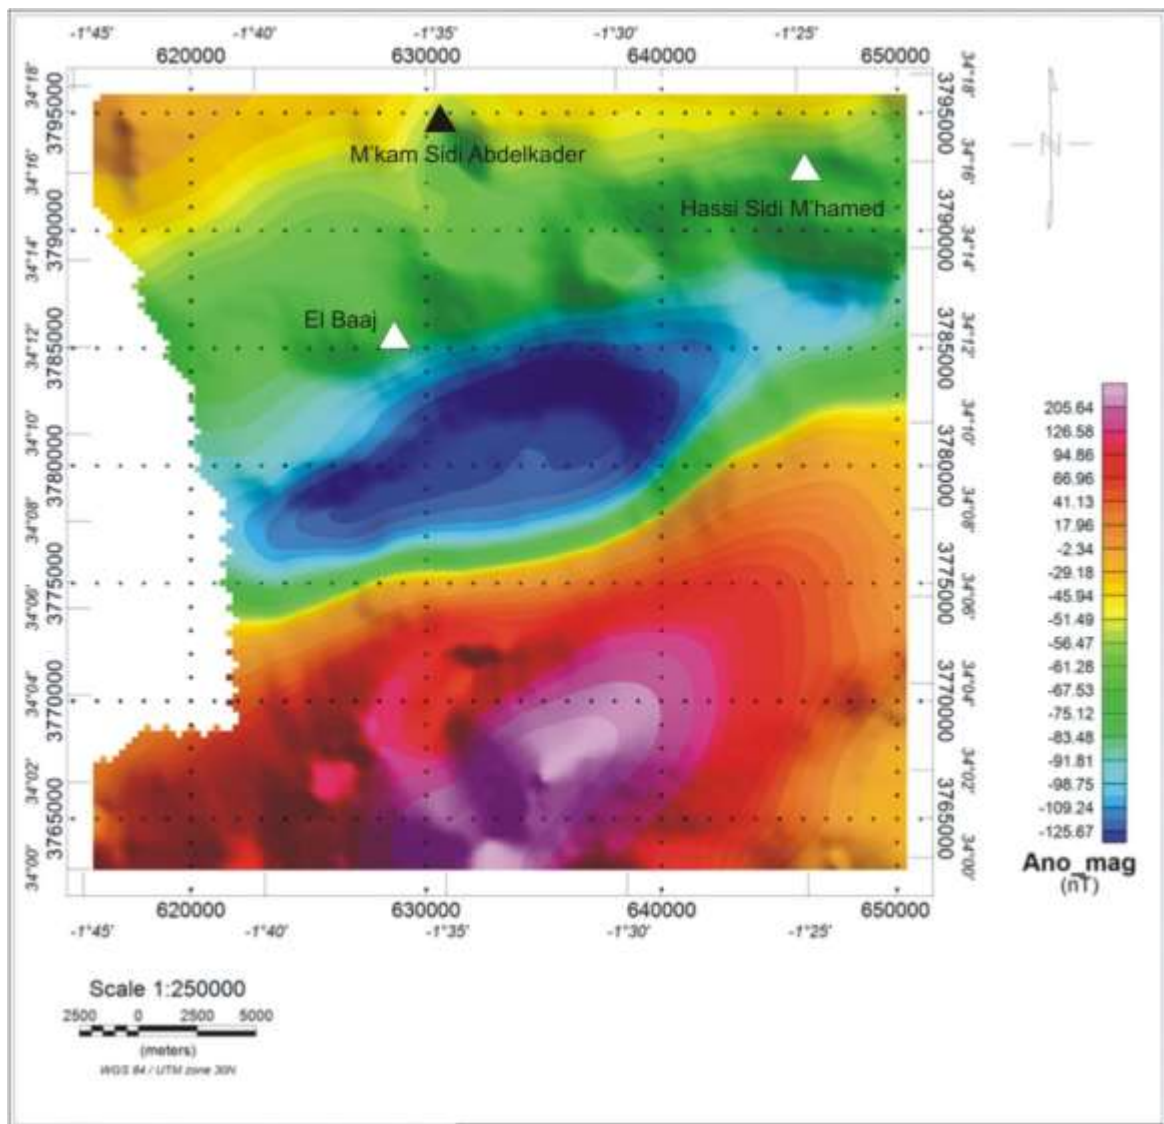 -1°45' -1°40' -1°35' -1°30' -1°25'
620000 630000 640000 650000
34°18' 34°18'
3795000 3795000
M'kam Sidi Abdelkader
34°16' 34°16'
Hassi Sidi M'hamed
3790000 3790000
34°14' 34°14'
El Baaj
34°12' 34°12'
3785000 3785000
34°10' 34°10'
3780000 3780000
34°08' 34°08'
3775000 3775000
34°06' 34°06'
3770000 3770000
34°04' 34°04'
34°02' 34°02'
3765000 3765000
34°00' 34°00'
620000 630000 640000 650000
-1°45' -1°40' -1°35' -1°30' -1°25'
205.64
126.58
94.86
66.96
41.13
17.96
-2.34
-29.18
-45.94
-51.49
-56.47
-61.28
-67.53
-75.12
-83.48
-91.81
-98.75
-109.24
-125.67
Ano_mag
(nT)
Scale 1:250000
2500 0 2500 5000
(meters)
WGS 84 / UTM zone 30N